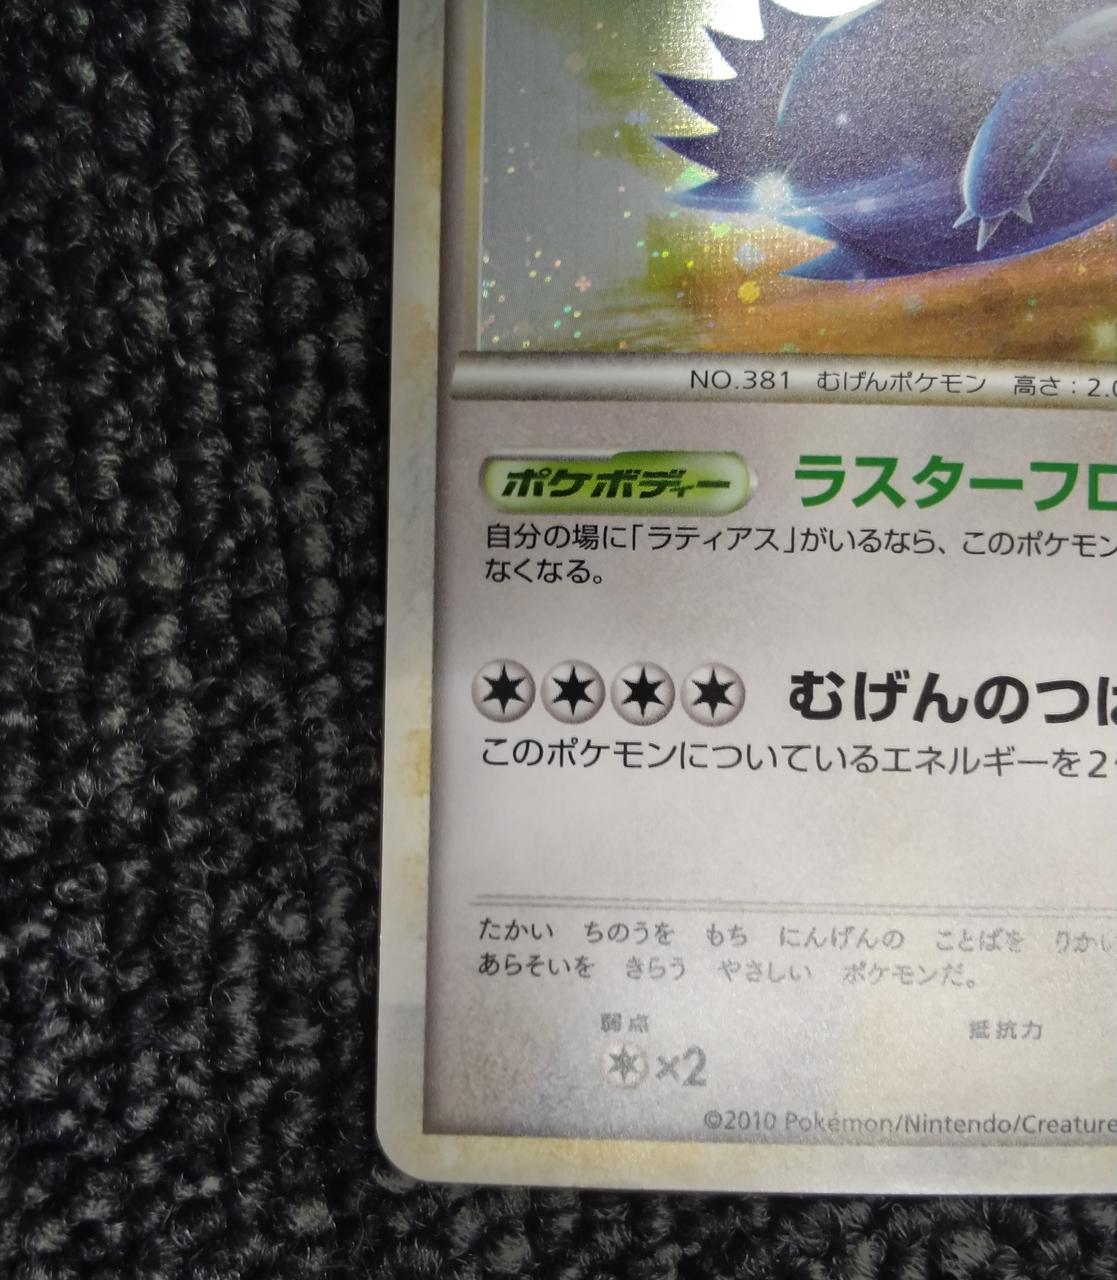 NO.381 むげんポケモン 高さ：2.0
ポケボディー ラスターフロ
自分の場に「ラティアス」がいるなら、このポケモン
なくなる。
むげんのつば
このポケモンについているエネルギーを2
たかい ちのうを もち にんげんの ことばを りかい
あらそいを きらう やさしい ポケモンだ。
弱点 抵抗力
×2
©2010 Pokémon/Nintendo/Creature